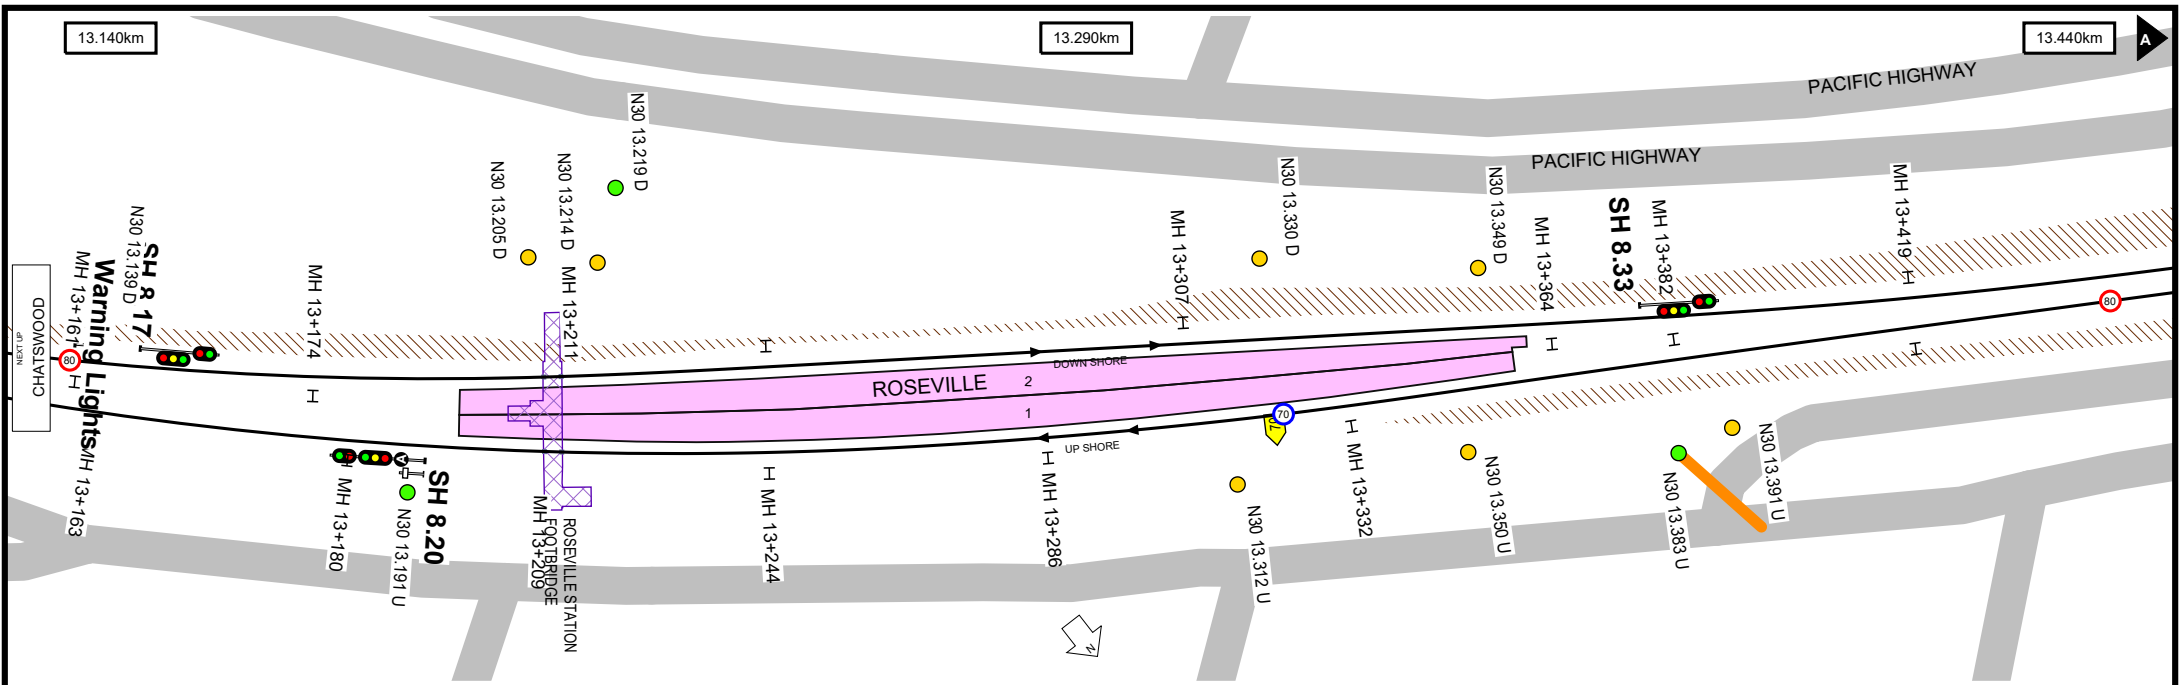 13.140km
13.290km
13.440km
A
PACIFIC HIGHWAY
PACIFIC HIGHWAY
N30 13.219 D
N30 13.205 D
N30 13.214 D
N30 13.330 D
N30 13.349 D
MH 13+419
SH 8.33
MH 13+382
MH 13+364
MH 13+307
MH 13+211
MH 13+174
N30 13.139 D
SH 8.17
MH 13+161
Warning Lights
NEXT UP
CHATSWOOD
80
80
DOWN SHORE
ROSEVILLE
2
1
70
70
UP SHORE
A
MH 13+163
MH 13+180
N30 13.191 U
SH 8.20
MH 13+209
ROSEVILLE STATION
FOOTBRIDGE
MH 13+244
MH 13+286
N30 13.312 U
MH 13+332
N30 13.350 U
N30 13.383 U
N30 13.391 U
N